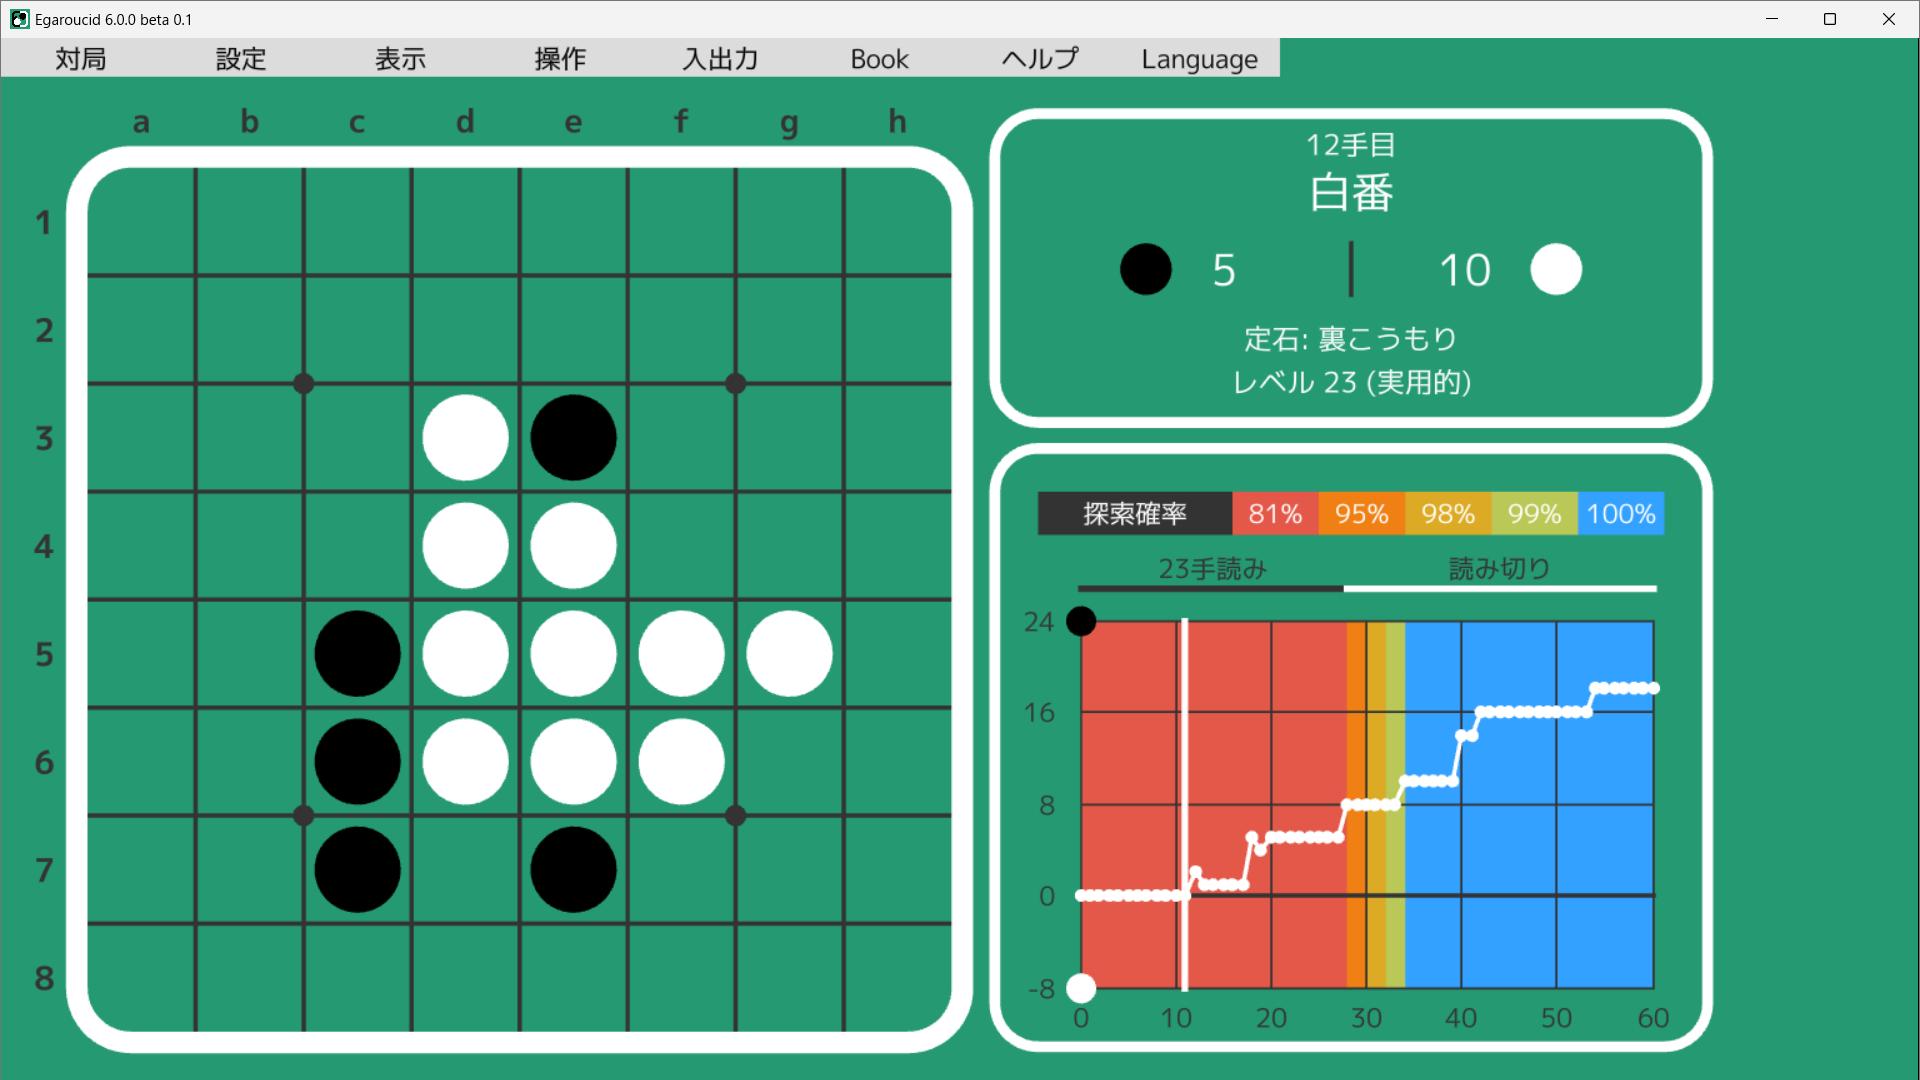 Egaroucid 6.0.0 beta 0.1
対局 設定 表示 操作 入出力 Book ヘルプ Language
a b c d e f g h
1
2
3
4
5
6
7
8
12手目
白番
5 10
定石: 裏こうもり
レベル 23 (実用的)
探索確率 81% 95% 98% 99% 100%
23手読み 読み切り
24
16
8
0
-8
0 10 20 30 40 50 60